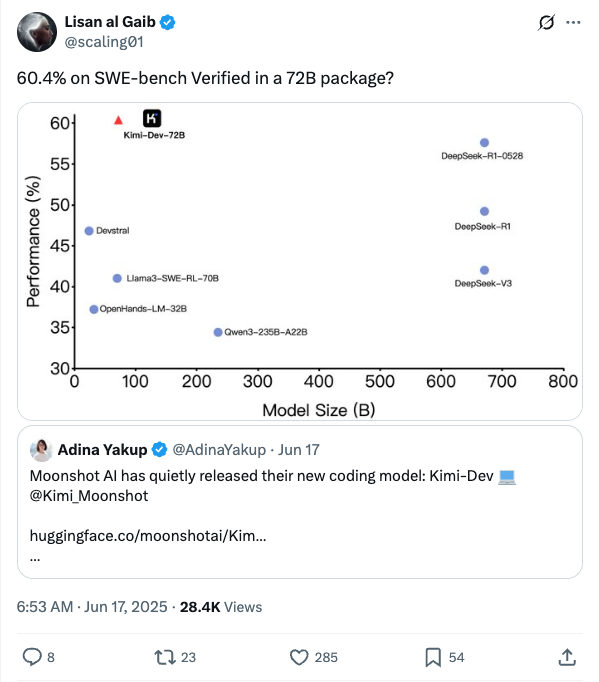 Lisan al Gaib
@scaling01
60.4% on SWE-bench Verified in a 72B package?
Performance (%)
60
55
50
45
40
35
30
Kimi-Dev-72B
DeepSeek-R1-0528
DeepSeek-R1
Devstral
Llama3-SWE-RL-70B
DeepSeek-V3
OpenHands-LM-32B
Qwen3-235B-A22B
0 100 200 300 400 500 600 700 800
Model Size (B)
Adina Yakup @AdinaYakup · Jun 17
Moonshot AI has quietly released their new coding model: Kimi-Dev 💻
@Kimi_Moonshot
huggingface.co/moonshotai/Kim...
...
6:53 AM · Jun 17, 2025 · 28.4K Views
8 23 285 54